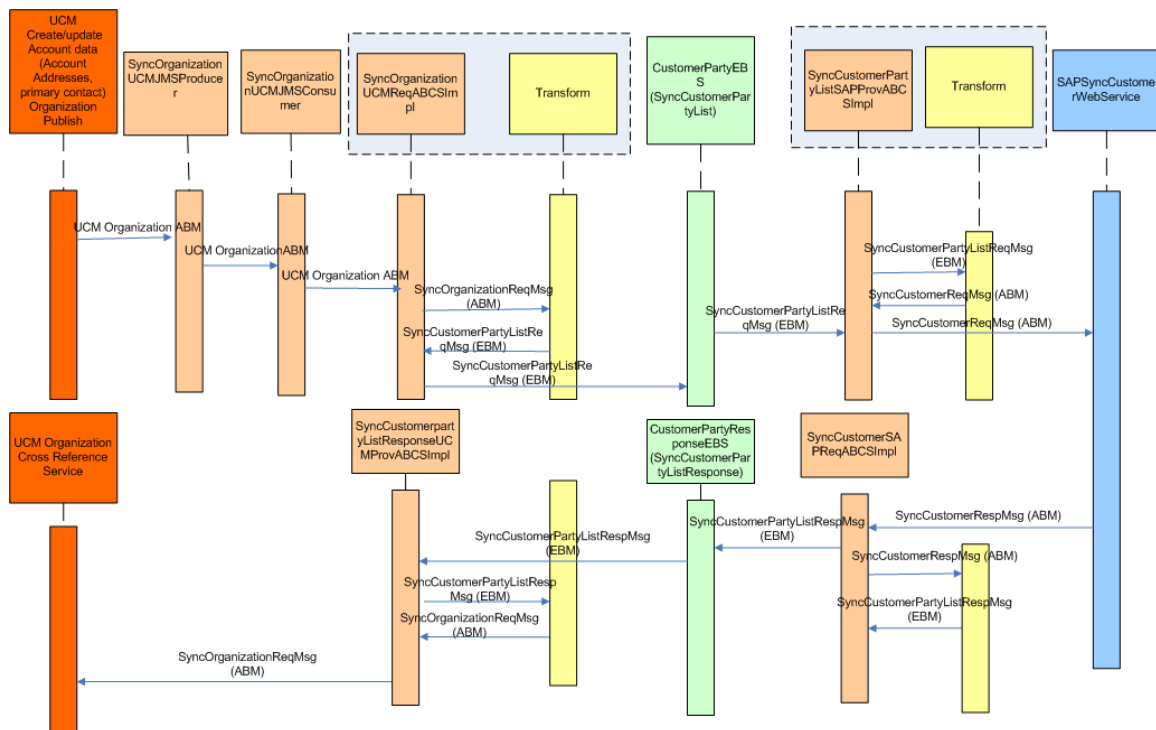 UCM
Create/update
Account data
(Account
Addresses,
primary contact)
Organization
Publish
SyncOrganization
UCMJMSProduce
r
SyncOrganizatio
nUCMJMSConsu
mer
SyncOrganization
UCMReqABCSIm
pl
Transform
CustomerPartyEB
S
(SyncCustomerPa
rtyList)
SyncCustomerPar
tyListSAPProvABC
SImpl
Transform
SAPSyncCustome
rWebService
UCM Organization ABM
UCM OrganizationABM
UCM Organization ABM
SyncOrganizationReqMsg
(ABM)
SyncCustomerPartyListRe
qMsg (EBM)
SyncCustomerPartyListRe
qMsg (EBM)
SyncCustomerPartyListRe
qMsg (EBM)
SyncCustomerPartyListReqMsg
(EBM)
SyncCustomerReqMsg (ABM)
SyncCustomerReqMsg (ABM)
UCM Organization
Cross Reference
Service
SyncCustomerpart
yListResponseUC
MProvABCSImpl
CustomerPartyRes
ponseEBS
(SyncCustomerPar
tyListResponse)
SyncCustomerSA
PReqABCSImpl
SyncCustomerRespMsg (ABM)
SyncCustomerPartyListRespMsg
(EBM)
SyncCustomerPartyListRespMsg
(EBM)
SyncCustomerRespMsg (ABM)
SyncCustomerPartyListResp
Msg (EBM)
SyncCustomerPartyListRespMsg
(EBM)
SyncOrganizationReqMsg
(ABM)
SyncOrganizationReqMsg
(ABM)